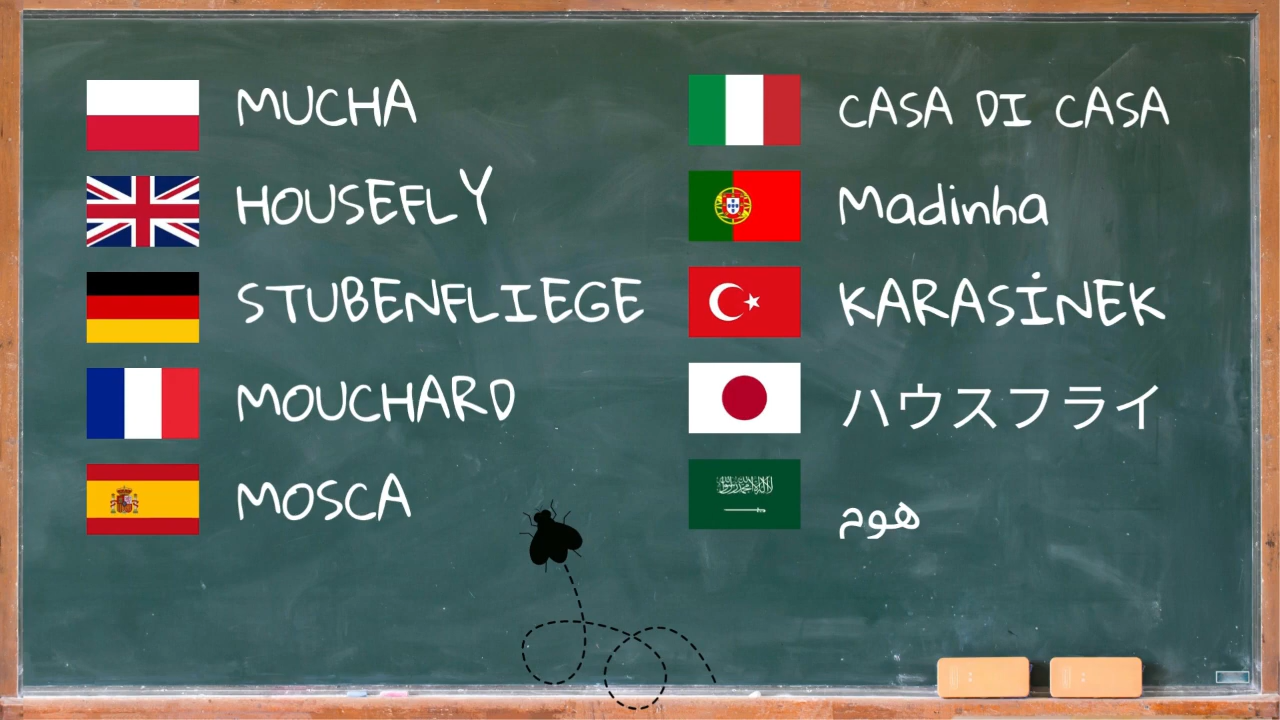 MUCHA
HOUSEFLY
STUBENFLIEGE
MOUCHARD
MOSCA
CASA DI CASA
Madinha
KARASİNEK
ハウスフライ
هوم